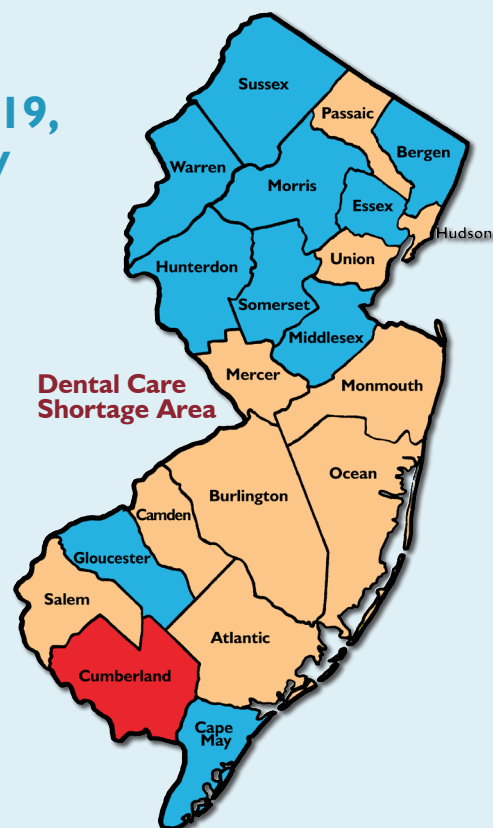 19,
Sussex
Passaic
Bergen
Warren
Morris
Essex
Hudson
Union
Hunterdon
Somerset
Middlesex
Mercer
Dental Care
Shortage Area
Monmouth
Ocean
Burlington
Camden
Gloucester
Salem
Atlantic
Cumberland
Cape
May